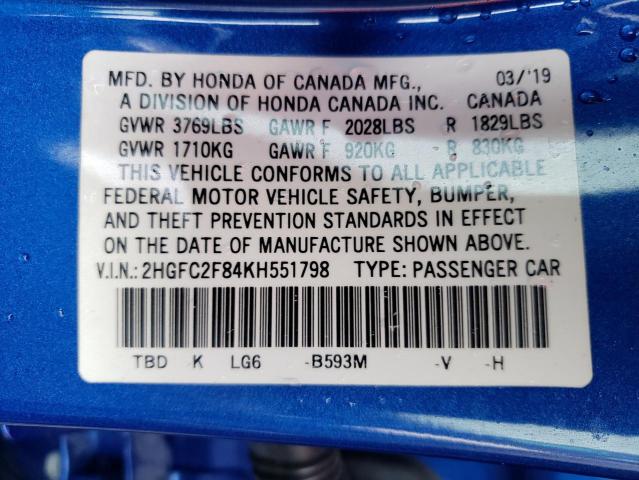 MFD. BY HONDA OF CANADA MFG., 03/'19
A DIVISION OF HONDA CANADA INC. CANADA
GVWR 3769LBS GAWR F 2028LBS R 1829LBS
GVWR 1710KG GAWR F 920KG R 830KG
THIS VEHICLE CONFORMS TO ALL APPLICABLE
FEDERAL MOTOR VEHICLE SAFETY, BUMPER,
AND THEFT PREVENTION STANDARDS IN EFFECT
ON THE DATE OF MANUFACTURE SHOWN ABOVE.
V.I.N.: 2HGFC2F84KH551798 TYPE: PASSENGER CAR
TBD K LG6 -B593M -V -H